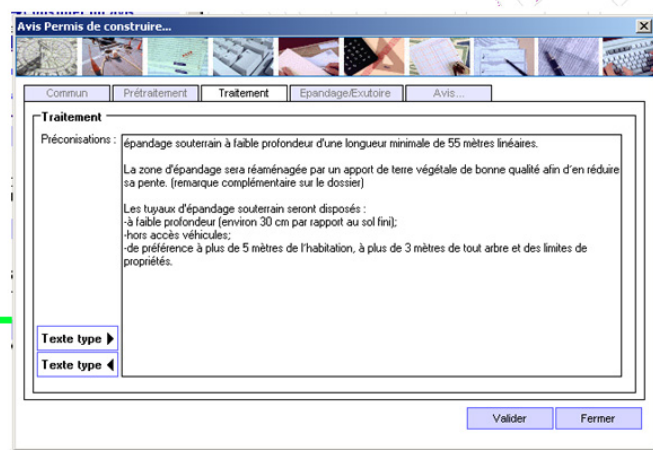 Avis Permis de construire...
Commun Prétraitement Traitement Epandage/Exutoire Avis...
Traitement
Préconisations :
épandage souterrain à faible profondeur d'une longueur minimale de 55 mètres linéaires.
La zone d'épandage sera réaménagée par un apport de terre végétale de bonne qualité afin d'en réduire
sa pente. (remarque complémentaire sur le dossier)
Les tuyaux d'épandage souterrain seront disposés :
-à faible profondeur (environ 30 cm par rapport au sol fini);
-hors accès véhicules;
-de préférence à plus de 5 mètres de l'habitation, à plus de 3 mètres de tout arbre et des limites de
propriétés.
Texte type
Texte type
Valider Fermer